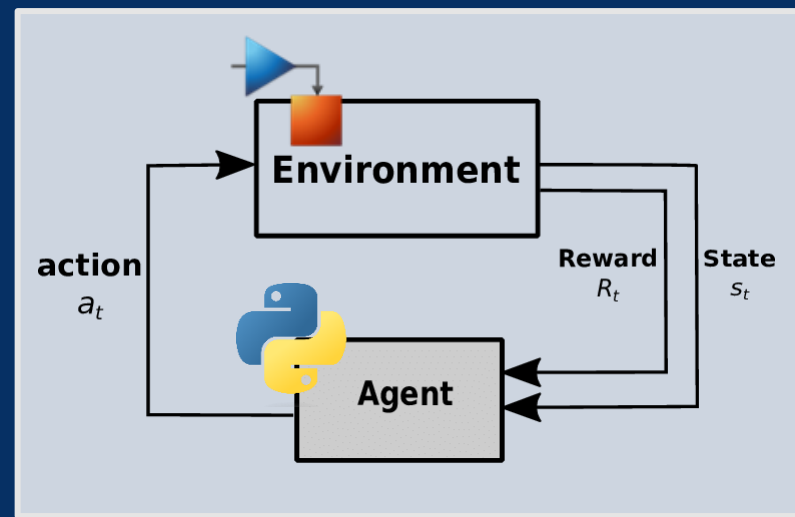 Environment
action
a_t
Reward
R_t
State
s_t
Agent